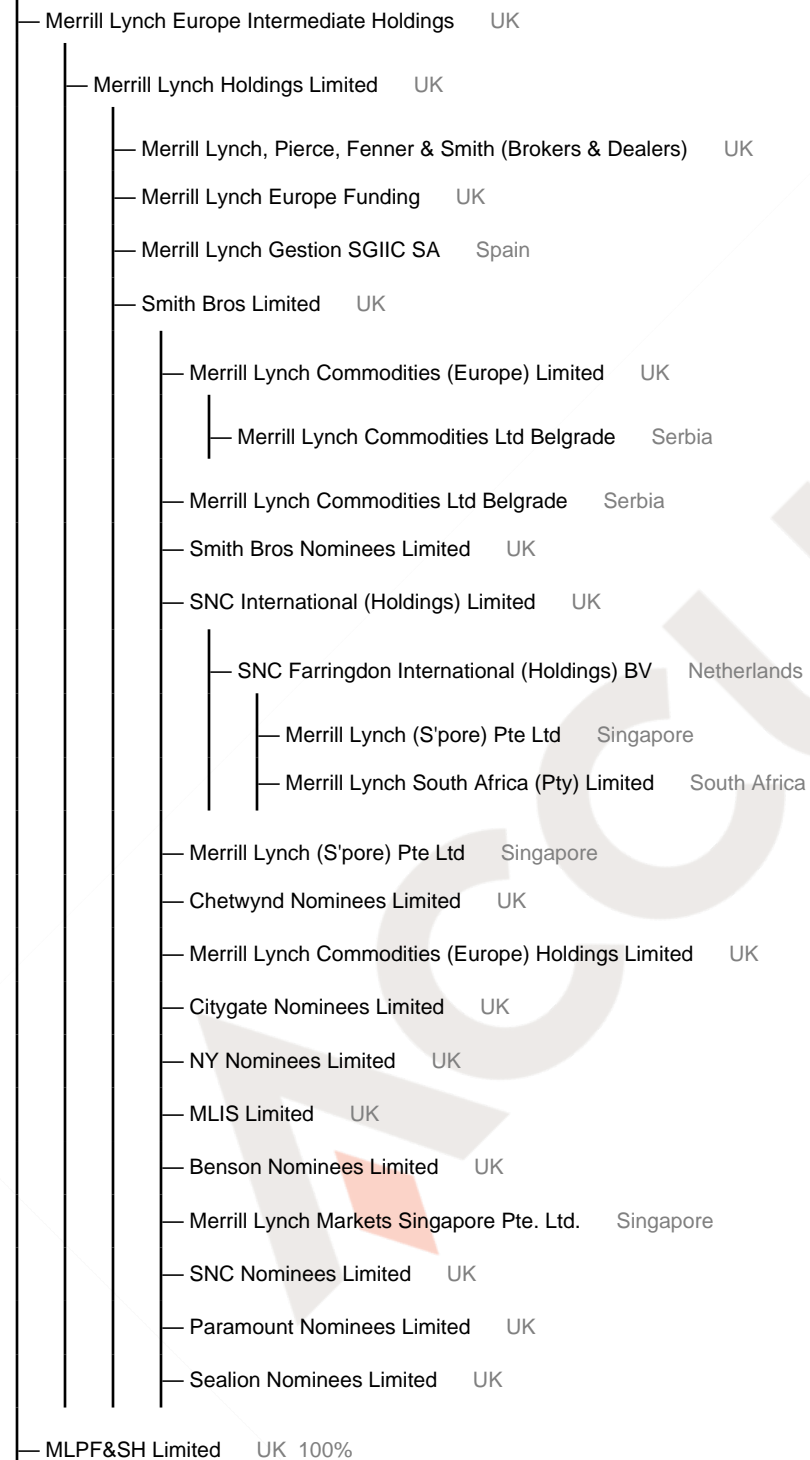 Merrill Lynch Europe Intermediate Holdings UK
Merrill Lynch Holdings Limited UK
Merrill Lynch, Pierce, Fenner & Smith (Brokers & Dealers) UK
Merrill Lynch Europe Funding UK
Merrill Lynch Gestion SGIIC SA Spain
Smith Bros Limited UK
Merrill Lynch Commodities (Europe) Limited UK
Merrill Lynch Commodities Ltd Belgrade Serbia
Merrill Lynch Commodities Ltd Belgrade Serbia
Smith Bros Nominees Limited UK
SNC International (Holdings) Limited UK
SNC Farringdon International (Holdings) BV Netherlands
Merrill Lynch (S'pore) Pte Ltd Singapore
Merrill Lynch South Africa (Pty) Limited South Africa
Merrill Lynch (S'pore) Pte Ltd Singapore
Chetwynd Nominees Limited UK
Merrill Lynch Commodities (Europe) Holdings Limited UK
Citygate Nominees Limited UK
NY Nominees Limited UK
MLIS Limited UK
Benson Nominees Limited UK
Merrill Lynch Markets Singapore Pte. Ltd. Singapore
SNC Nominees Limited UK
Paramount Nominees Limited UK
Sealion Nominees Limited UK
MLPF&SH Limited UK 100%